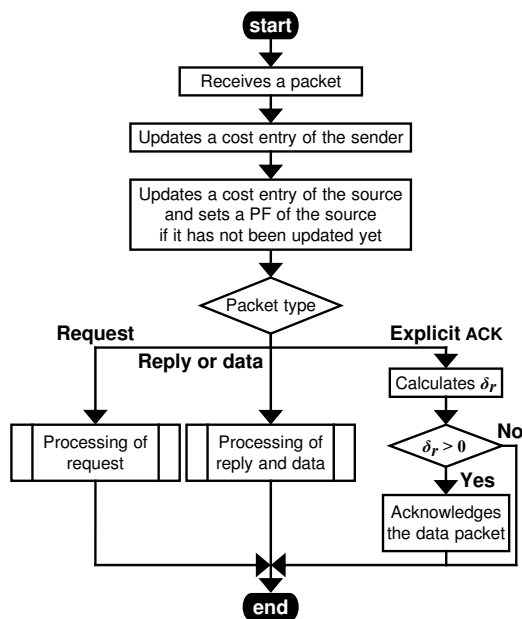 start
Receives a packet
Updates a cost entry of the sender
Updates a cost entry of the source
and sets a PF of the source
if it has not been updated yet
Packet type
Request
Reply or data
Explicit ACK
Calculates δr
Processing of
request
Processing of
reply and data
δr > 0
No
Yes
Acknowledges
the data packet
end